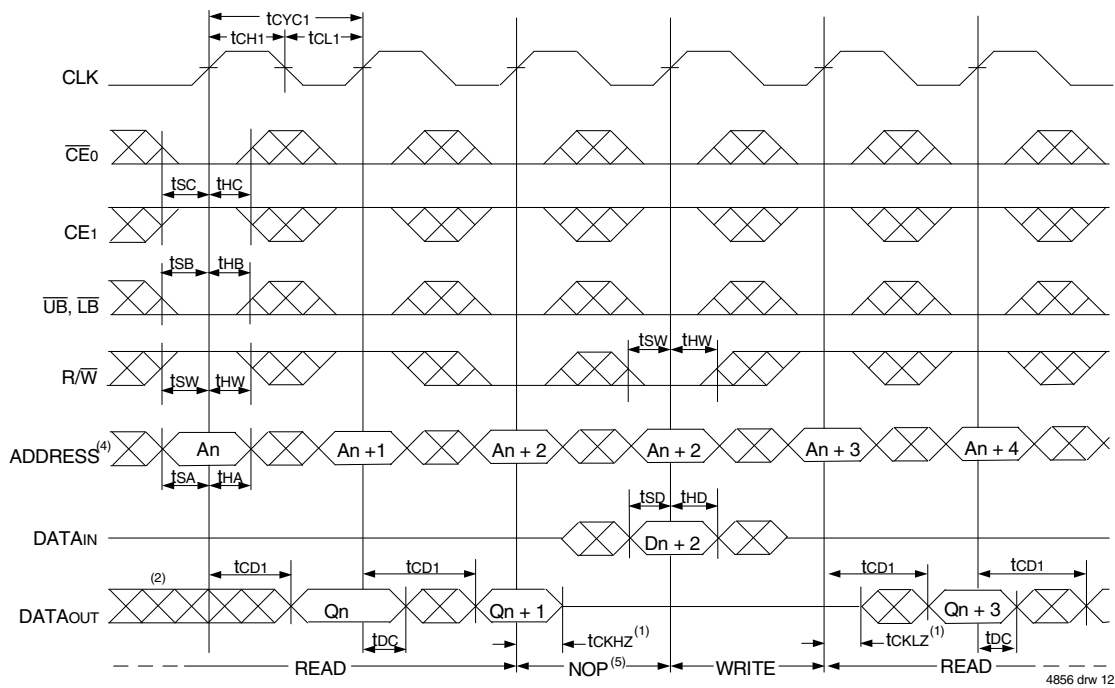 tCYC1
tCH1 tCL1
CLK
CE0
tSC tHC
CE1
tSB tHB
UB, LB
tSW tHW
R/W
tSW tHW
ADDRESS(4) An An +1 An + 2 An + 2 An + 3 An + 4
tSA tHA
tSD tHD
DATAIN Dn + 2
(2) tCD1 tCD1 tCD1 tCD1
DATAOUT Qn Qn + 1 Qn + 3
tDC tCKHZ(1) tCKLZ(1) tDC
READ NOP(5) WRITE READ
4856 drw 12